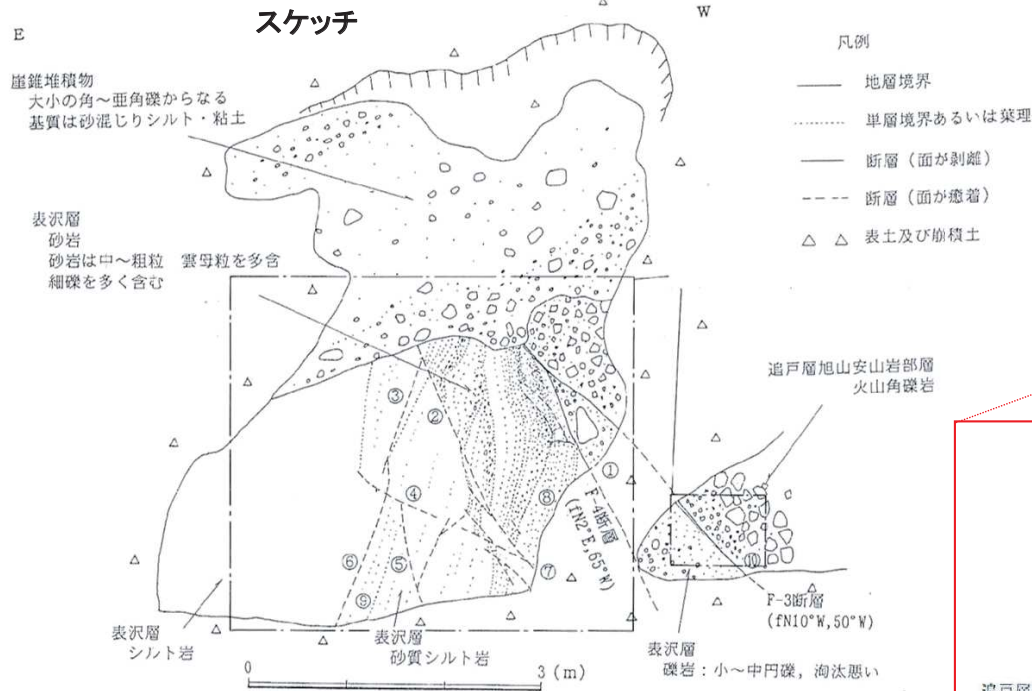 スケッチ
E
W
崖錐堆積物
大小の角～亜角礫からなる
基質は砂混じりシルト・粘土
表沢層
砂岩
砂岩は中～粗粒 雲母粒を多含
細礫を多く含む
凡例
地層境界
単層境界あるいは葉理
断層（面が剥離）
断層（面が癒着）
△ △ 表土及び崩積土
追戸層旭山安山岩部層
火山角礫岩
③
②
①
④
⑧
⑥
⑤
⑦
⑨
⑩
F-4断層
(fN2°E,65°W)
F-3断層
(fN10°W,50°W)
表沢層
シルト岩
表沢層
砂質シルト岩
表沢層
礫岩：小～中円礫，淘汰悪い
0 3 (m)
追戸層